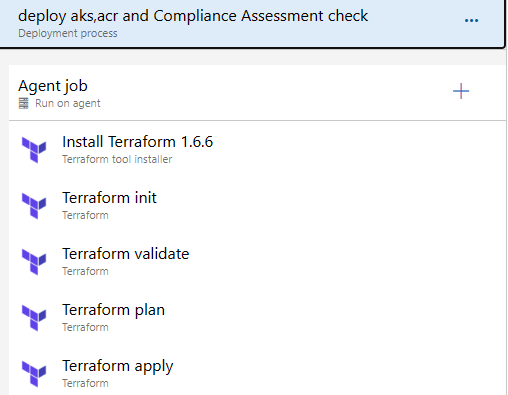 deploy aks,acr and Compliance Assessment check
Deployment process
Agent job
Run on agent
Install Terraform 1.6.6
Terraform tool installer
Terraform init
Terraform
Terraform validate
Terraform
Terraform plan
Terraform
Terraform apply
Terraform